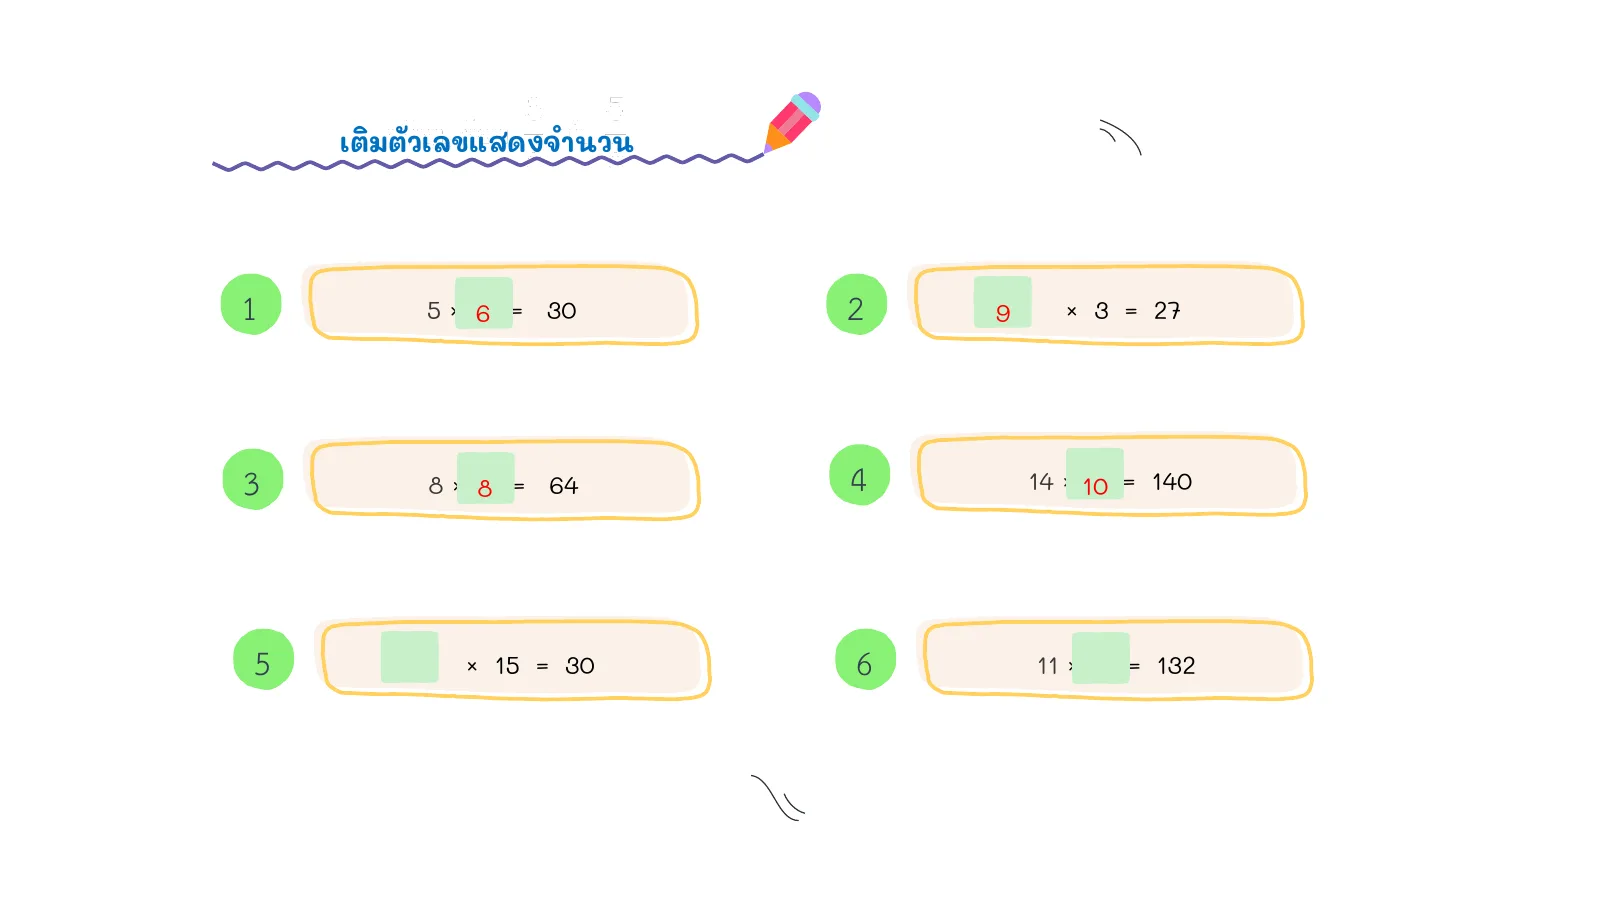 เติมตัวเลขแสดงจำนวน
1 5 × 6 = 30
2 9 × 3 = 27
3 8 × 8 = 64
4 14 × 10 = 140
5 × 15 = 30
6 11 × = 132